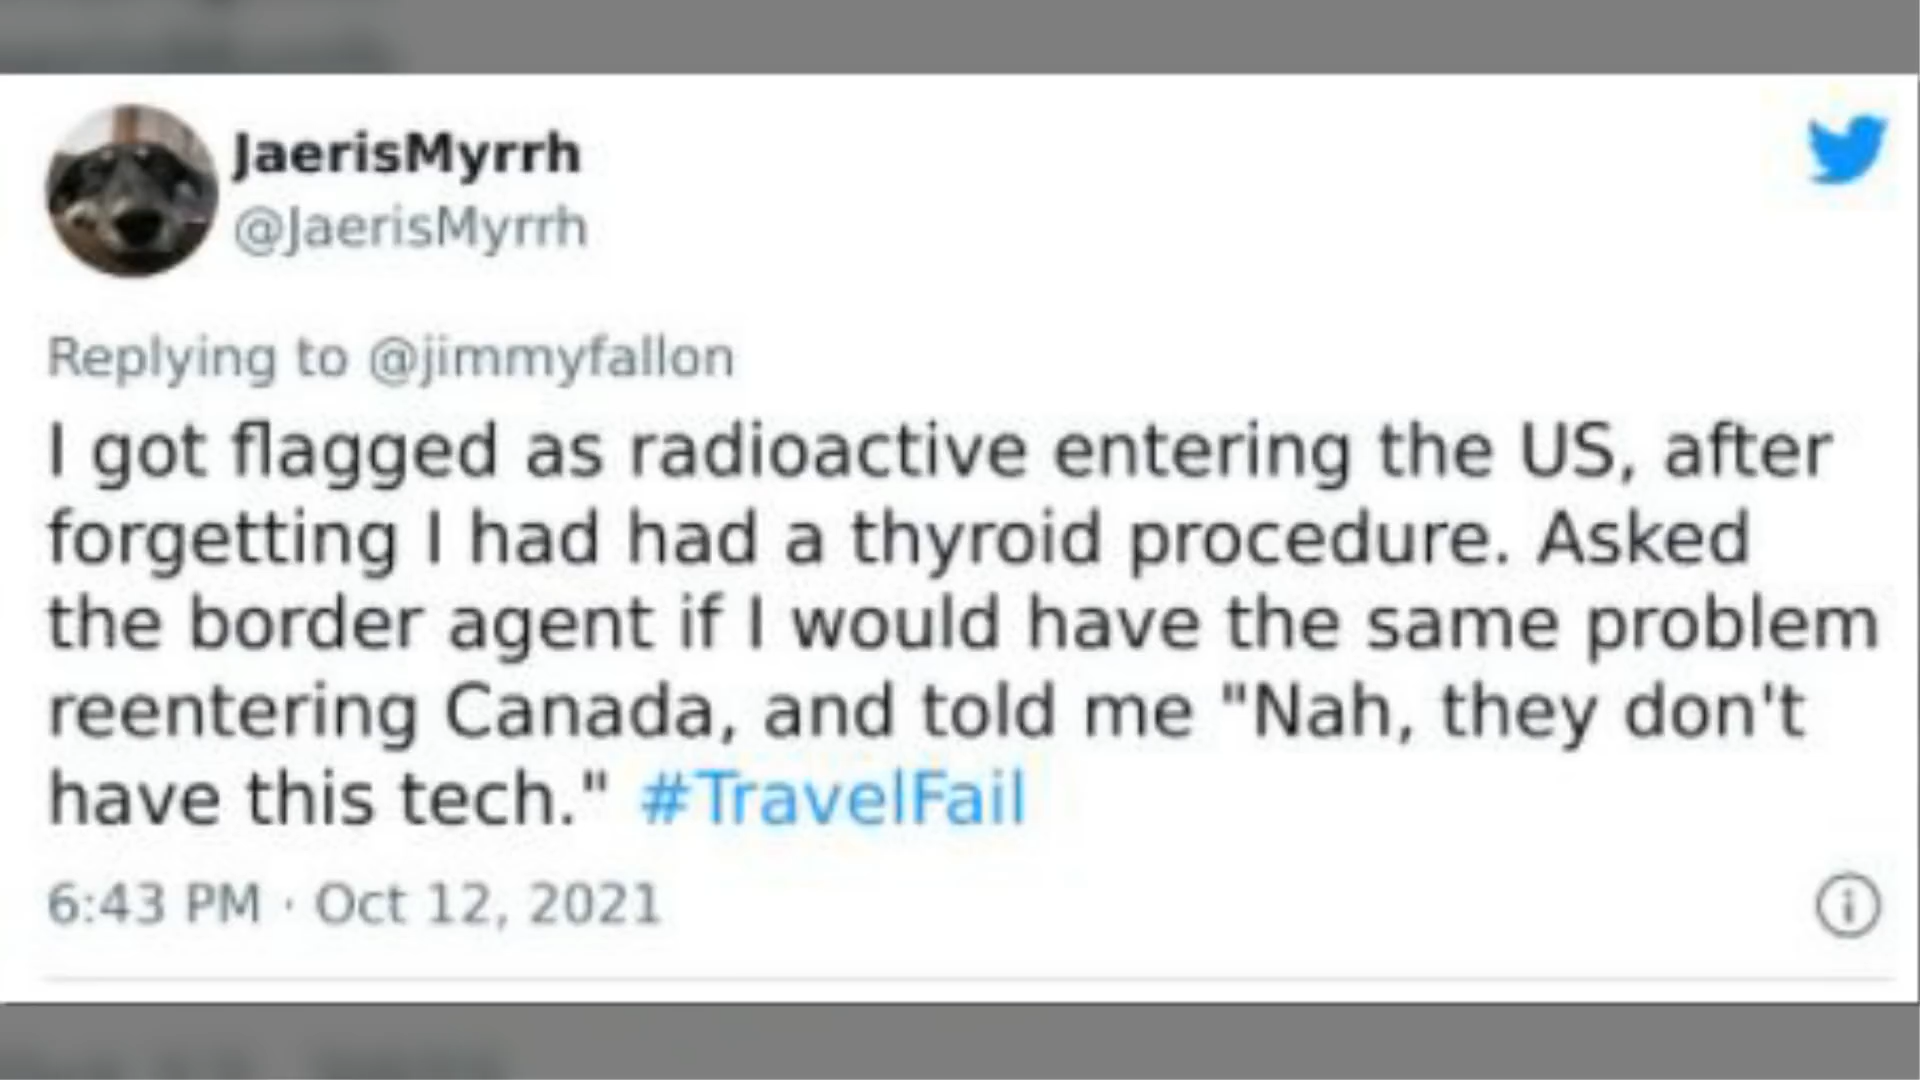 JaerisMyrrh
@JaerisMyrrh
Replying to @jimmyfallon
I got flagged as radioactive entering the US, after
forgetting I had had a thyroid procedure. Asked
the border agent if I would have the same problem
reentering Canada, and told me "Nah, they don't
have this tech." #TravelFail
6:43 PM · Oct 12, 2021